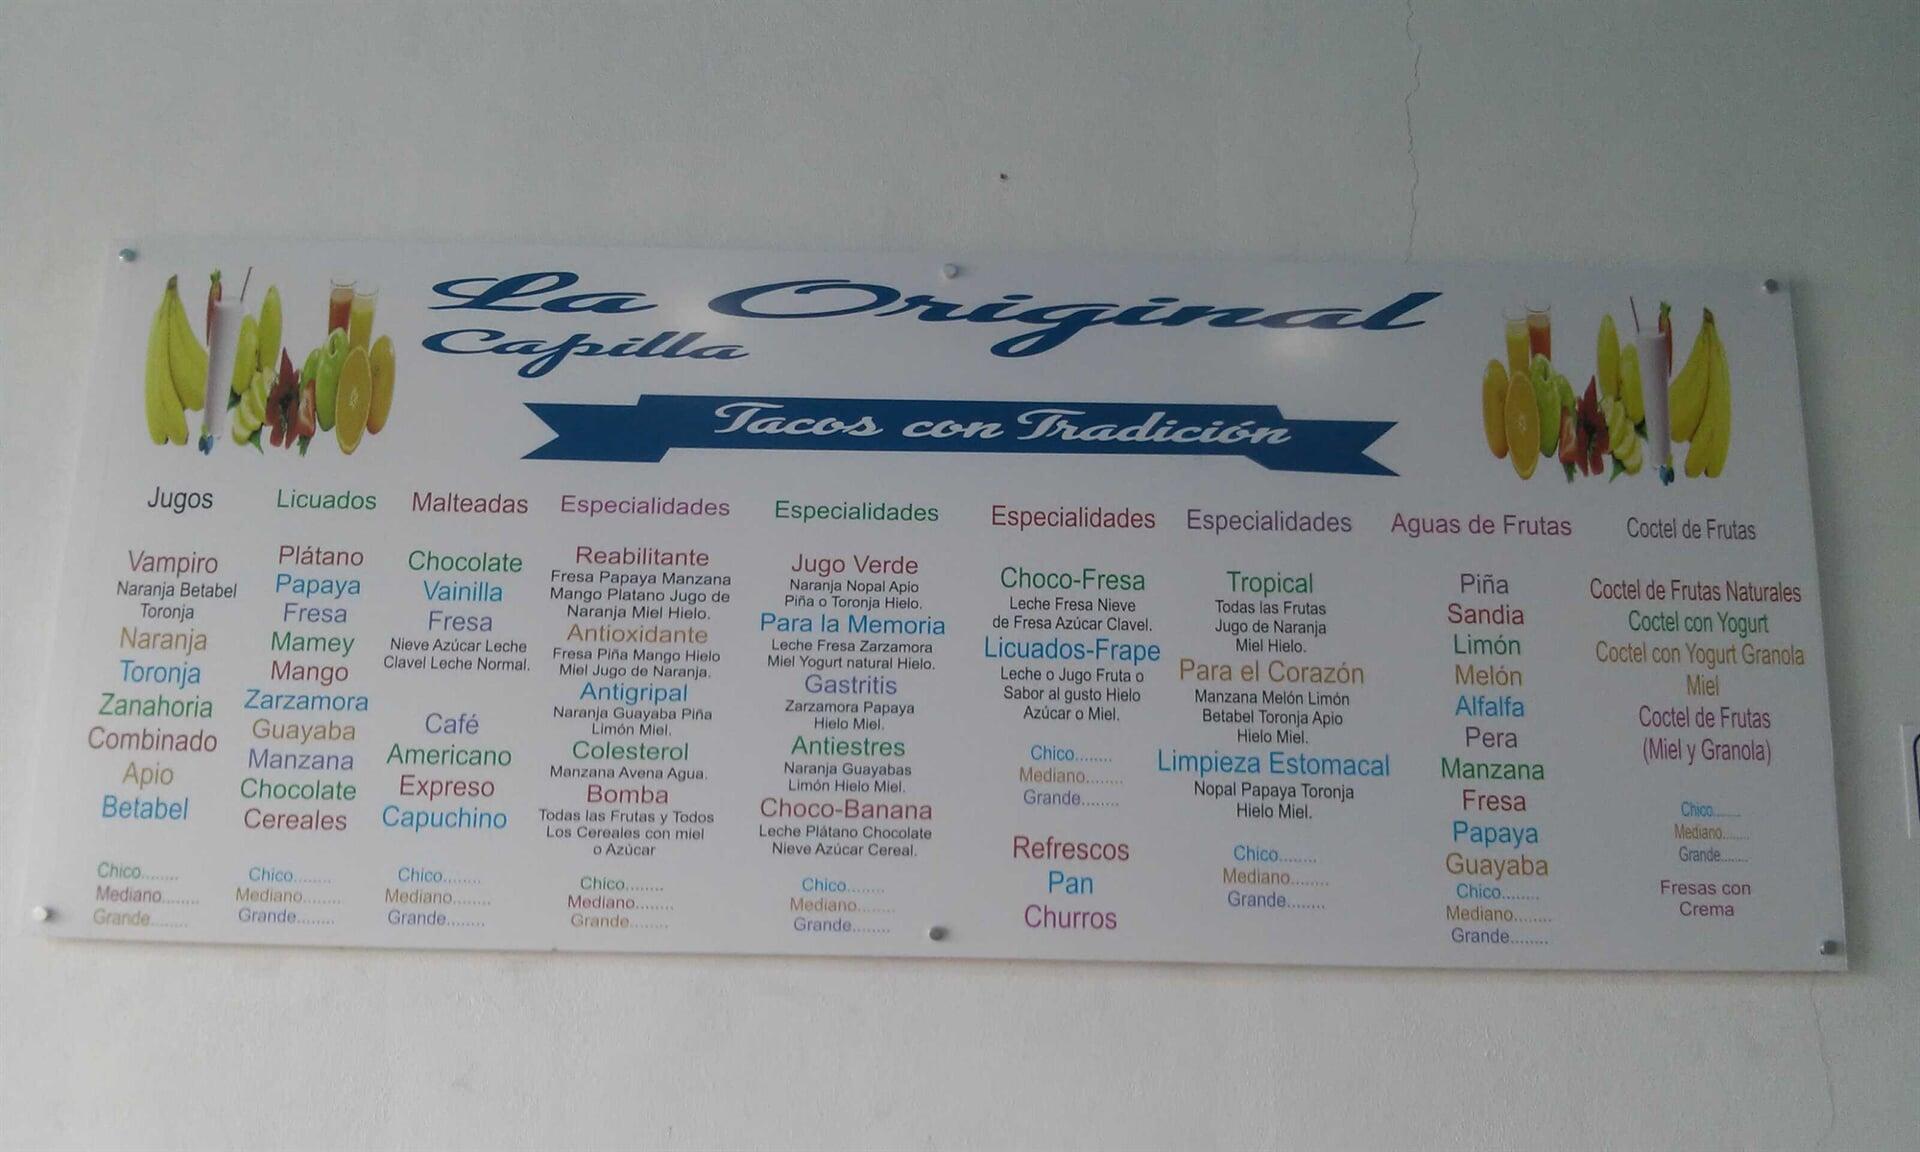 La Original
Capilla
Tacos con Tradición
Jugos
Vampiro
Naranja Betabel
Toronja
Naranja
Toronja
Zanahoria
Combinado
Apio
Betabel
Chico........
Mediano........
Grande........
Licuados
Plátano
Papaya
Fresa
Mamey
Mango
Zarzamora
Guayaba
Manzana
Chocolate
Cereales
Chico........
Mediano........
Grande........
Malteadas
Chocolate
Vainilla
Fresa
Nieve Azúcar Leche
Clavel Leche Normal.
Café
Americano
Expreso
Capuchino
Chico........
Mediano........
Grande........
Especialidades
Reabilitante
Fresa Papaya Manzana
Mango Platano Jugo de
Naranja Miel Hielo.
Antioxidante
Fresa Piña Mango Hielo
Miel Jugo de Naranja.
Antigripal
Naranja Guayaba Piña
Limón Miel.
Colesterol
Manzana Avena Agua.
Bomba
Todas las Frutas y Todos
Los Cereales con miel
o Azúcar
Chico........
Mediano........
Grande........
Especialidades
Jugo Verde
Naranja Nopal Apio
Piña o Toronja Hielo.
Para la Memoria
Leche Fresa Zarzamora
Miel Yogurt natural Hielo.
Gastritis
Zarzamora Papaya
Hielo Miel.
Antiestres
Naranja Guayabas
Limón Hielo Miel.
Choco-Banana
Leche Plátano Chocolate
Nieve Azúcar Cereal.
Chico........
Mediano........
Grande........
Especialidades
Choco-Fresa
Leche Fresa Nieve
de Fresa Azúcar Clavel.
Licuados-Frape
Leche o Jugo Fruta o
Sabor al gusto Hielo
Azúcar o Miel.
Chico........
Mediano........
Grande........
Refrescos
Pan
Churros
Especialidades
Tropical
Todas las Frutas
Jugo de Naranja
Miel Hielo.
Para el Corazón
Manzana Melón Limón
Betabel Toronja Apio
Hielo Miel.
Limpieza Estomacal
Nopal Papaya Toronja
Hielo Miel.
Chico........
Mediano........
Grande........
Aguas de Frutas
Piña
Sandia
Limón
Melón
Alfalfa
Pera
Manzana
Fresa
Papaya
Guayaba
Chico........
Mediano........
Grande........
Coctel de Frutas
Coctel de Frutas Naturales
Coctel con Yogurt
Coctel con Yogurt Granola
Miel
Coctel de Frutas
(Miel y Granola)
Chico........
Mediano........
Grande........
Fresas con
Crema